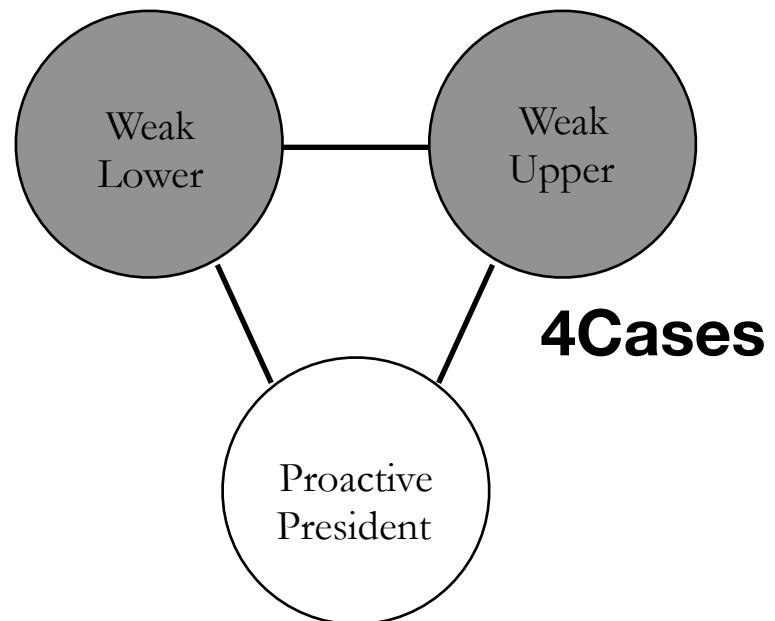 Weak
Lower
Weak
Upper
4Cases
Proactive
President